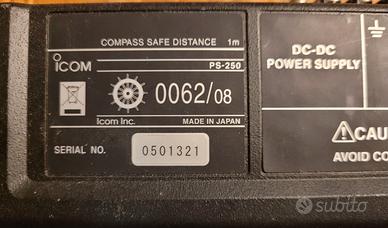 COMPASS SAFE DISTANCE 1m
ICOM
PS-250
0062/08
Icom Inc.
MADE IN JAPAN
SERIAL NO. 0501321
DC-DC
POWER SUPPLY
CAU
AVOID CO
subito